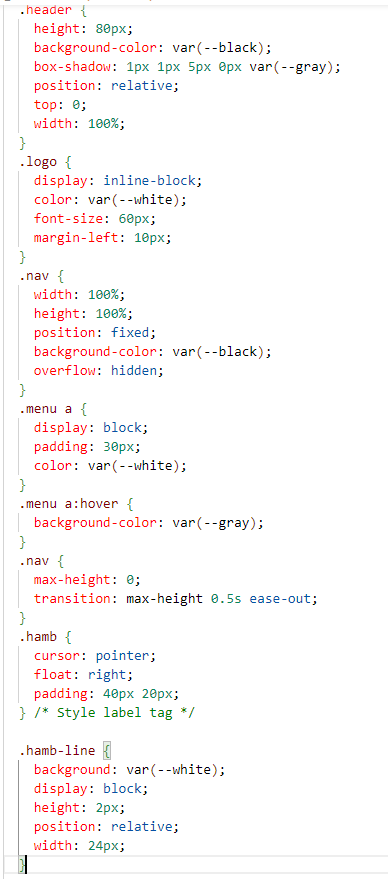 .header {
height: 80px;
background-color: var(--black);
box-shadow: 1px 1px 5px 0px var(--gray);
position: relative;
top: 0;
width: 100%;
}
.logo {
display: inline-block;
color: var(--white);
font-size: 60px;
margin-left: 10px;
}
.nav {
width: 100%;
height: 100%;
position: fixed;
background-color: var(--black);
overflow: hidden;
}
.menu a {
display: block;
padding: 30px;
color: var(--white);
}
.menu a:hover {
background-color: var(--gray);
}
.nav {
max-height: 0;
transition: max-height 0.5s ease-out;
}
.hamb {
cursor: pointer;
float: right;
padding: 40px 20px;
} /* Style label tag */
.hamb-line {
background: var(--white);
display: block;
height: 2px;
position: relative;
width: 24px;
}